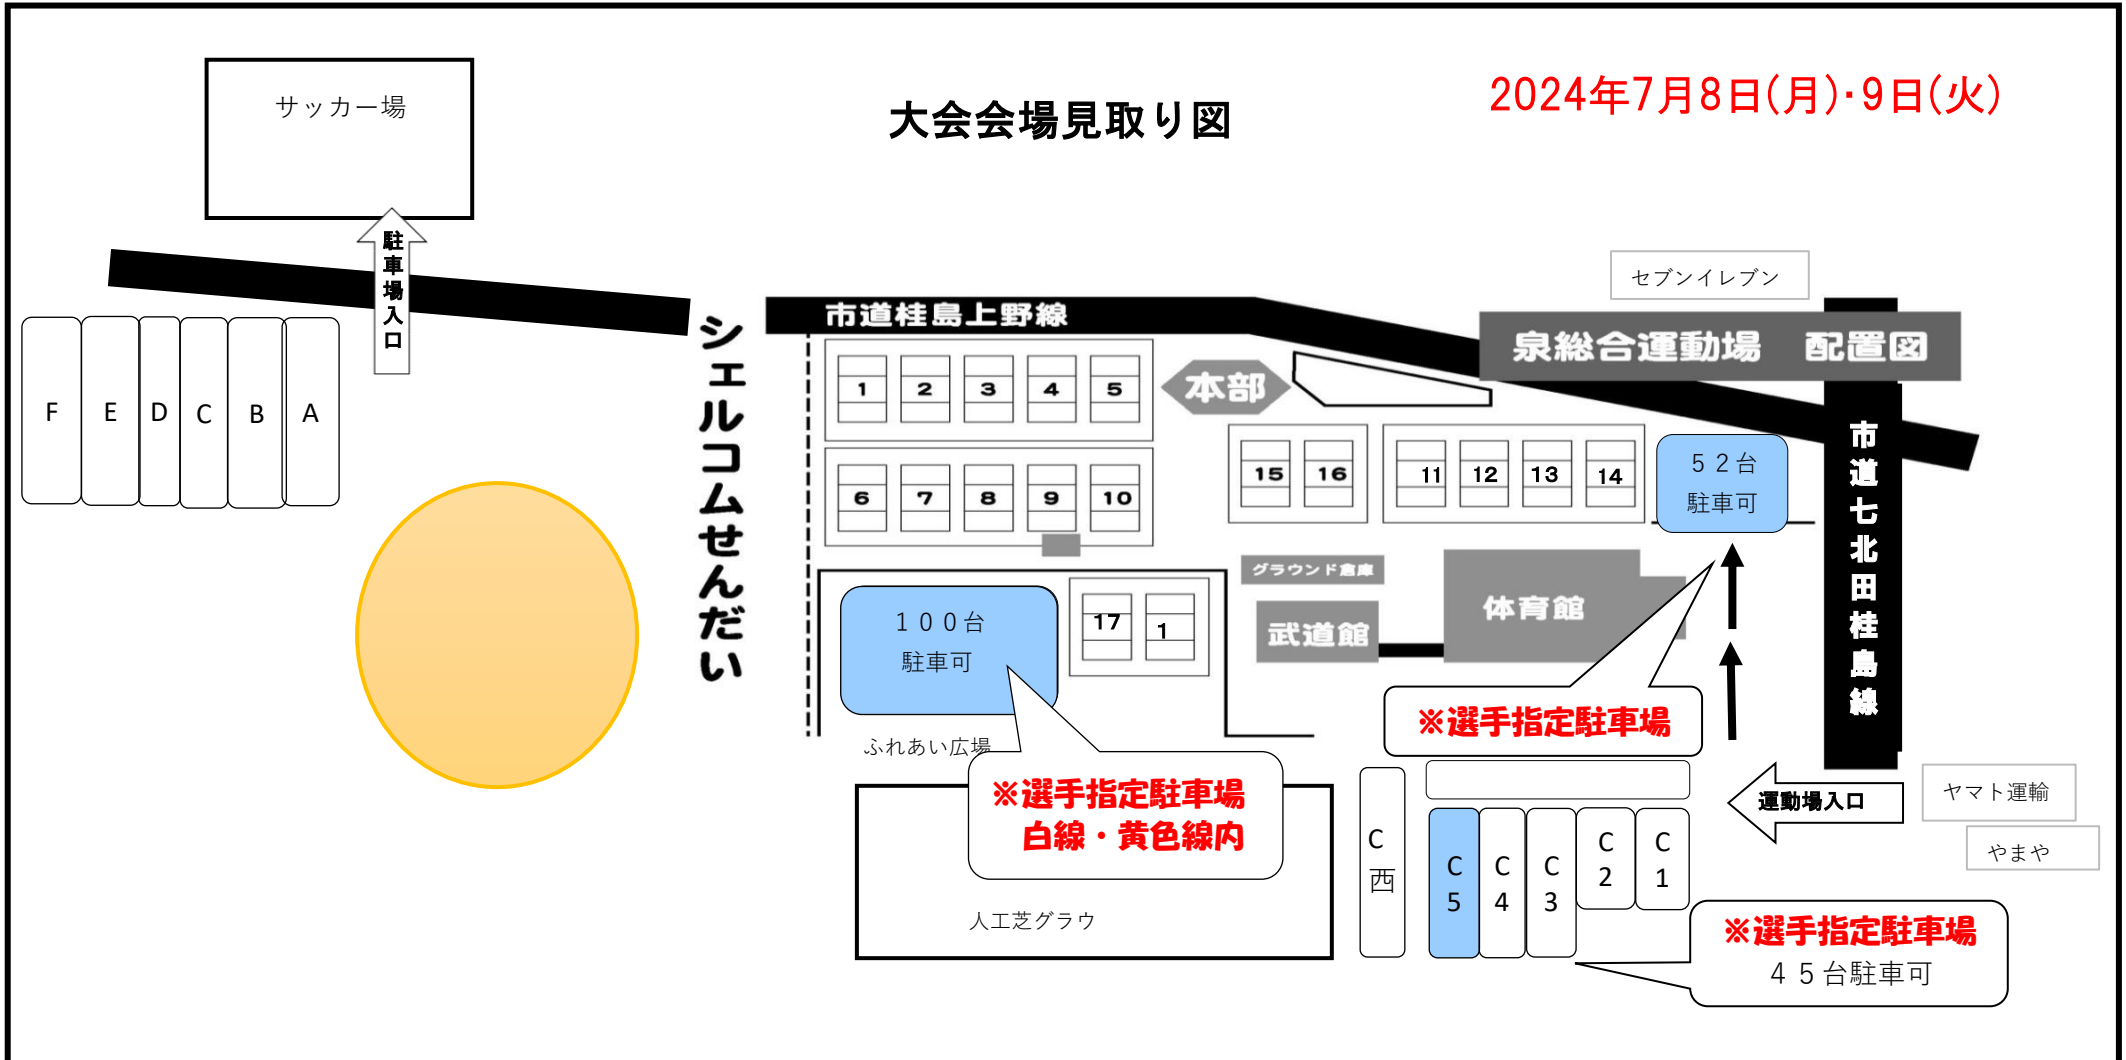 大会会場見取り図
2024年7月8日(月)・9日(火)
サッカー場
駐車場入口
F
E
D
C
B
A
シェルコムせんだい
市道桂島上野線
セブンイレブン
泉総合運動場　配置図
市道七北田桂島線
本部
1
2
3
4
5
6
7
8
9
10
15
16
11
12
13
14
５２台
駐車可
グラウンド倉庫
武道館
体育館
１００台
駐車可
17
1
※選手指定駐車場
ふれあい広場
※選手指定駐車場
白線・黄色線内
人工芝グラウ
C
西
C
5
C
4
C
3
C
2
C
1
運動場入口
ヤマト運輸
やまや
※選手指定駐車場
４５台駐車可